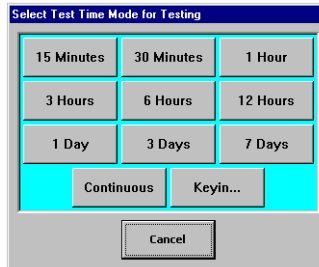 Select Test Time Mode for Testing
15 Minutes 30 Minutes 1 Hour
3 Hours 6 Hours 12 Hours
1 Day 3 Days 7 Days
Continuous Keyin...
Cancel